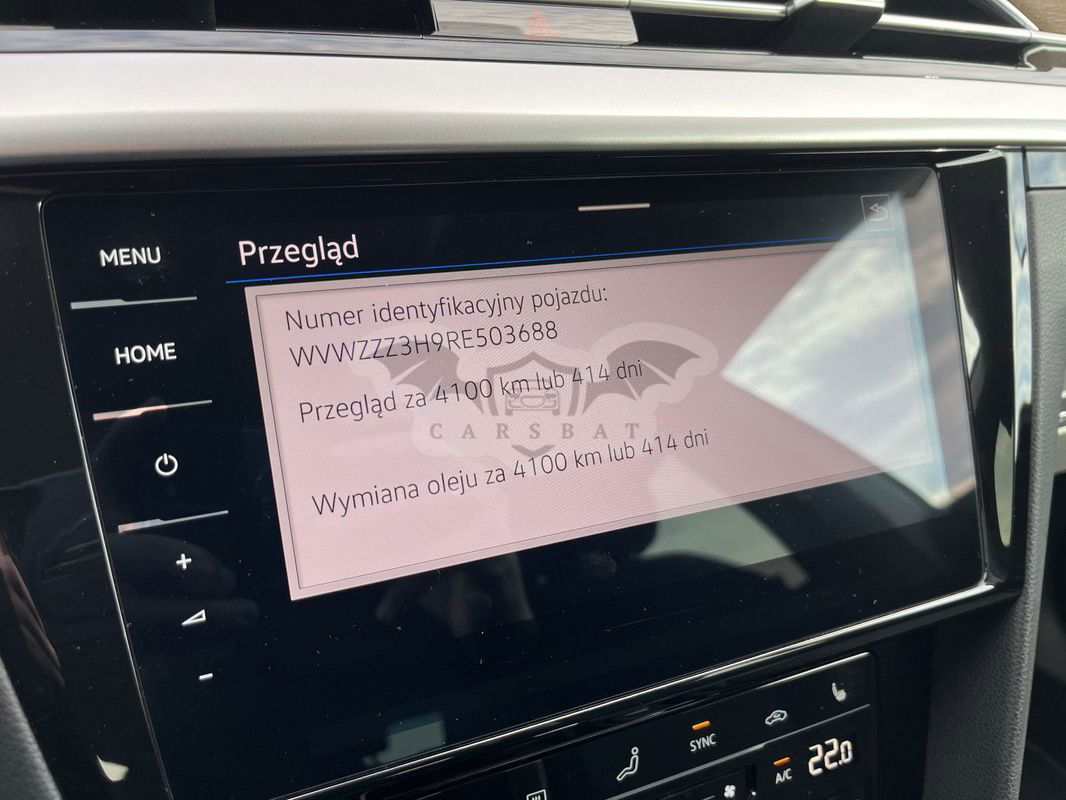 MENU
Przegląd
Numer identyfikacyjny pojazdu:
WVWZZZ3H9RE503688
HOME
Przegląd za 4100 km lub 414 dni
CARSBAT
Wymiana oleju za 4100 km lub 414 dni
+
-
SYNC
A/C
22.0